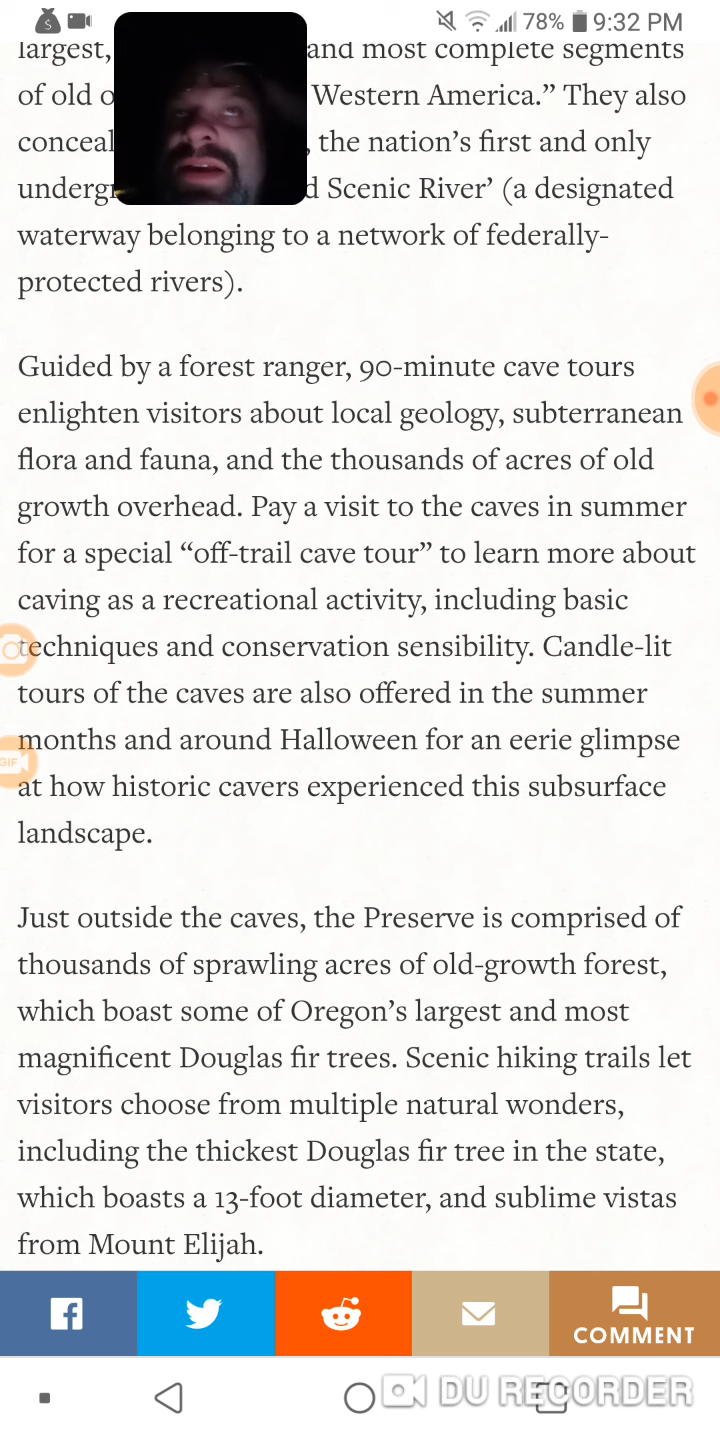 78% 9:32 PM
largest, and most complete segments
of old Western America.” They also
conceal , the nation’s first and only
d Scenic River’ (a designated
waterway belonging to a network of federally-
protected rivers).
Guided by a forest ranger, 90-minute cave tours
enlighten visitors about local geology, subterranean
flora and fauna, and the thousands of acres of old
growth overhead. Pay a visit to the caves in summer
for a special “off-trail cave tour” to learn more about
caving as a recreational activity, including basic
techniques and conservation sensibility. Candle-lit
tours of the caves are also offered in the summer
months and around Halloween for an eerie glimpse
GIF
at how historic cavers experienced this subsurface
landscape.
Just outside the caves, the Preserve is comprised of
thousands of sprawling acres of old-growth forest,
which boast some of Oregon’s largest and most
magnificent Douglas fir trees. Scenic hiking trails let
visitors choose from multiple natural wonders,
including the thickest Douglas fir tree in the state,
which boasts a 13-foot diameter, and sublime vistas
from Mount Elijah.
COMMENT
DU RECORDER